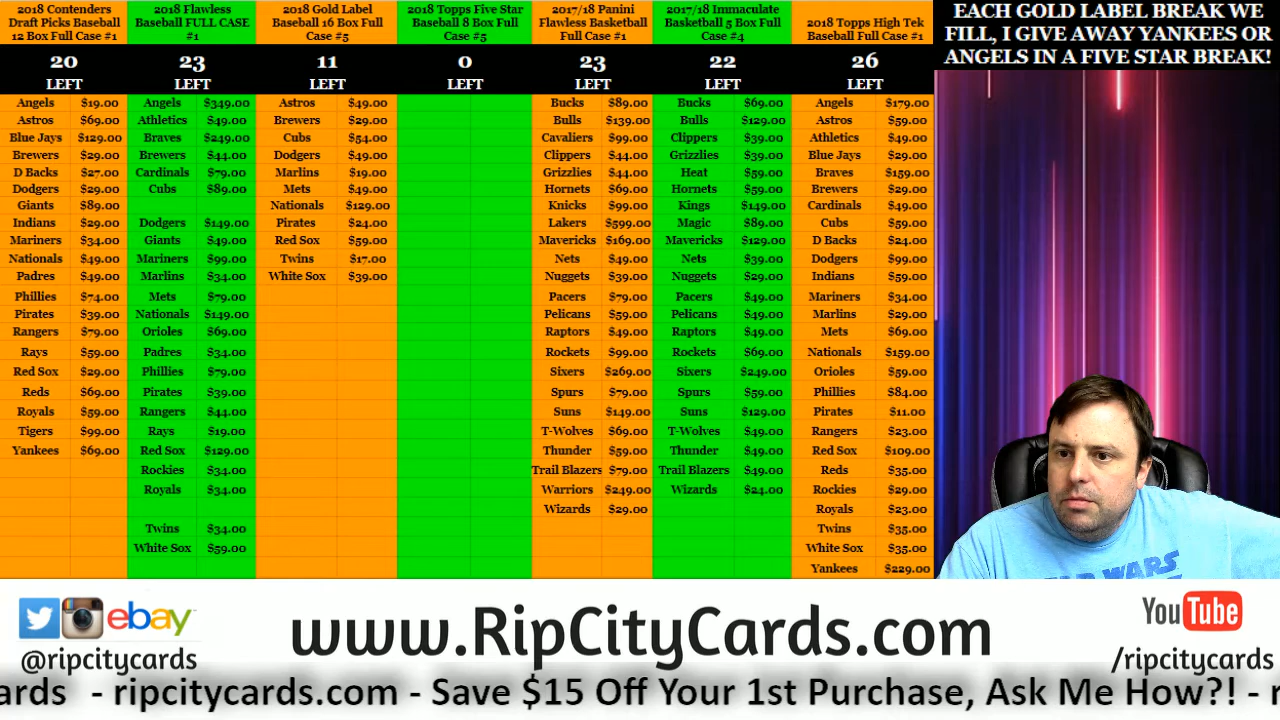 2018 Contenders
Draft Picks Baseball
12 Box Full Case #1
20
LEFT
Angels $19.00
Astros $69.00
Blue Jays $129.00
Brewers $29.00
D Backs $27.00
Dodgers $29.00
Giants $89.00
Indians $29.00
Mariners $34.00
Nationals $49.00
Padres $49.00
Phillies $74.00
Pirates $39.00
Rangers $79.00
Rays $59.00
Red Sox $29.00
Reds $69.00
Royals $59.00
Tigers $99.00
Yankees $69.00
2018 Flawless
Baseball FULL CASE
#1
23
LEFT
Angels $349.00
Athletics $49.00
Braves $249.00
Brewers $44.00
Cardinals $79.00
Cubs $89.00
Dodgers $149.00
Giants $49.00
Mariners $99.00
Marlins $34.00
Mets $79.00
Nationals $149.00
Orioles $69.00
Padres $34.00
Phillies $79.00
Pirates $39.00
Rangers $44.00
Rays $19.00
Red Sox $129.00
Rockies $34.00
Royals $34.00
Twins $34.00
White Sox $59.00
2018 Gold Label
Baseball 16 Box Full
Case #5
11
LEFT
Astros $49.00
Brewers $29.00
Cubs $54.00
Dodgers $49.00
Marlins $19.00
Mets $49.00
Nationals $129.00
Pirates $24.00
Red Sox $59.00
Twins $17.00
White Sox $39.00
2018 Topps Five Star
Baseball 8 Box Full
Case #5
0
LEFT
2017/18 Panini
Flawless Basketball
Full Case #1
23
LEFT
Bucks $89.00
Bulls $139.00
Cavaliers $99.00
Clippers $44.00
Grizzlies $44.00
Hornets $69.00
Knicks $99.00
Lakers $599.00
Mavericks $169.00
Nets $49.00
Nuggets $39.00
Pacers $79.00
Pelicans $59.00
Raptors $49.00
Rockets $99.00
Sixers $269.00
Spurs $79.00
Suns $149.00
T-Wolves $69.00
Thunder $59.00
Trail Blazers $79.00
Warriors $249.00
Wizards $29.00
2017/18 Immaculate
Basketball 5 Box Full
Case #4
22
LEFT
Bucks $69.00
Bulls $129.00
Clippers $39.00
Grizzlies $39.00
Heat $59.00
Hornets $59.00
Kings $149.00
Magic $89.00
Mavericks $129.00
Nets $39.00
Nuggets $29.00
Pacers $49.00
Pelicans $49.00
Raptors $49.00
Rockets $69.00
Sixers $249.00
Spurs $59.00
Suns $129.00
T-Wolves $49.00
Thunder $49.00
Trail Blazers $49.00
Wizards $24.00
2018 Topps High Tek
Baseball Full Case #1
26
LEFT
Angels $179.00
Astros $59.00
Athletics $49.00
Blue Jays $29.00
Braves $159.00
Brewers $29.00
Cardinals $49.00
Cubs $59.00
D Backs $24.00
Dodgers $99.00
Indians $59.00
Mariners $34.00
Marlins $29.00
Mets $69.00
Nationals $159.00
Orioles $59.00
Phillies $84.00
Pirates $11.00
Rangers $23.00
Red Sox $109.00
Reds $35.00
Rockies $29.00
Royals $23.00
Twins $35.00
White Sox $35.00
Yankees $229.00
EACH GOLD LABEL BREAK WE
FILL, I GIVE AWAY YANKEES OR
ANGELS IN A FIVE STAR BREAK!
STAR WARS
ebay
@ripcitycards
www.RipCityCards.com
YouTube
/ripcitycards
ards - ripcitycards.com - Save $15 Off Your 1st Purchase, Ask Me How?! - r